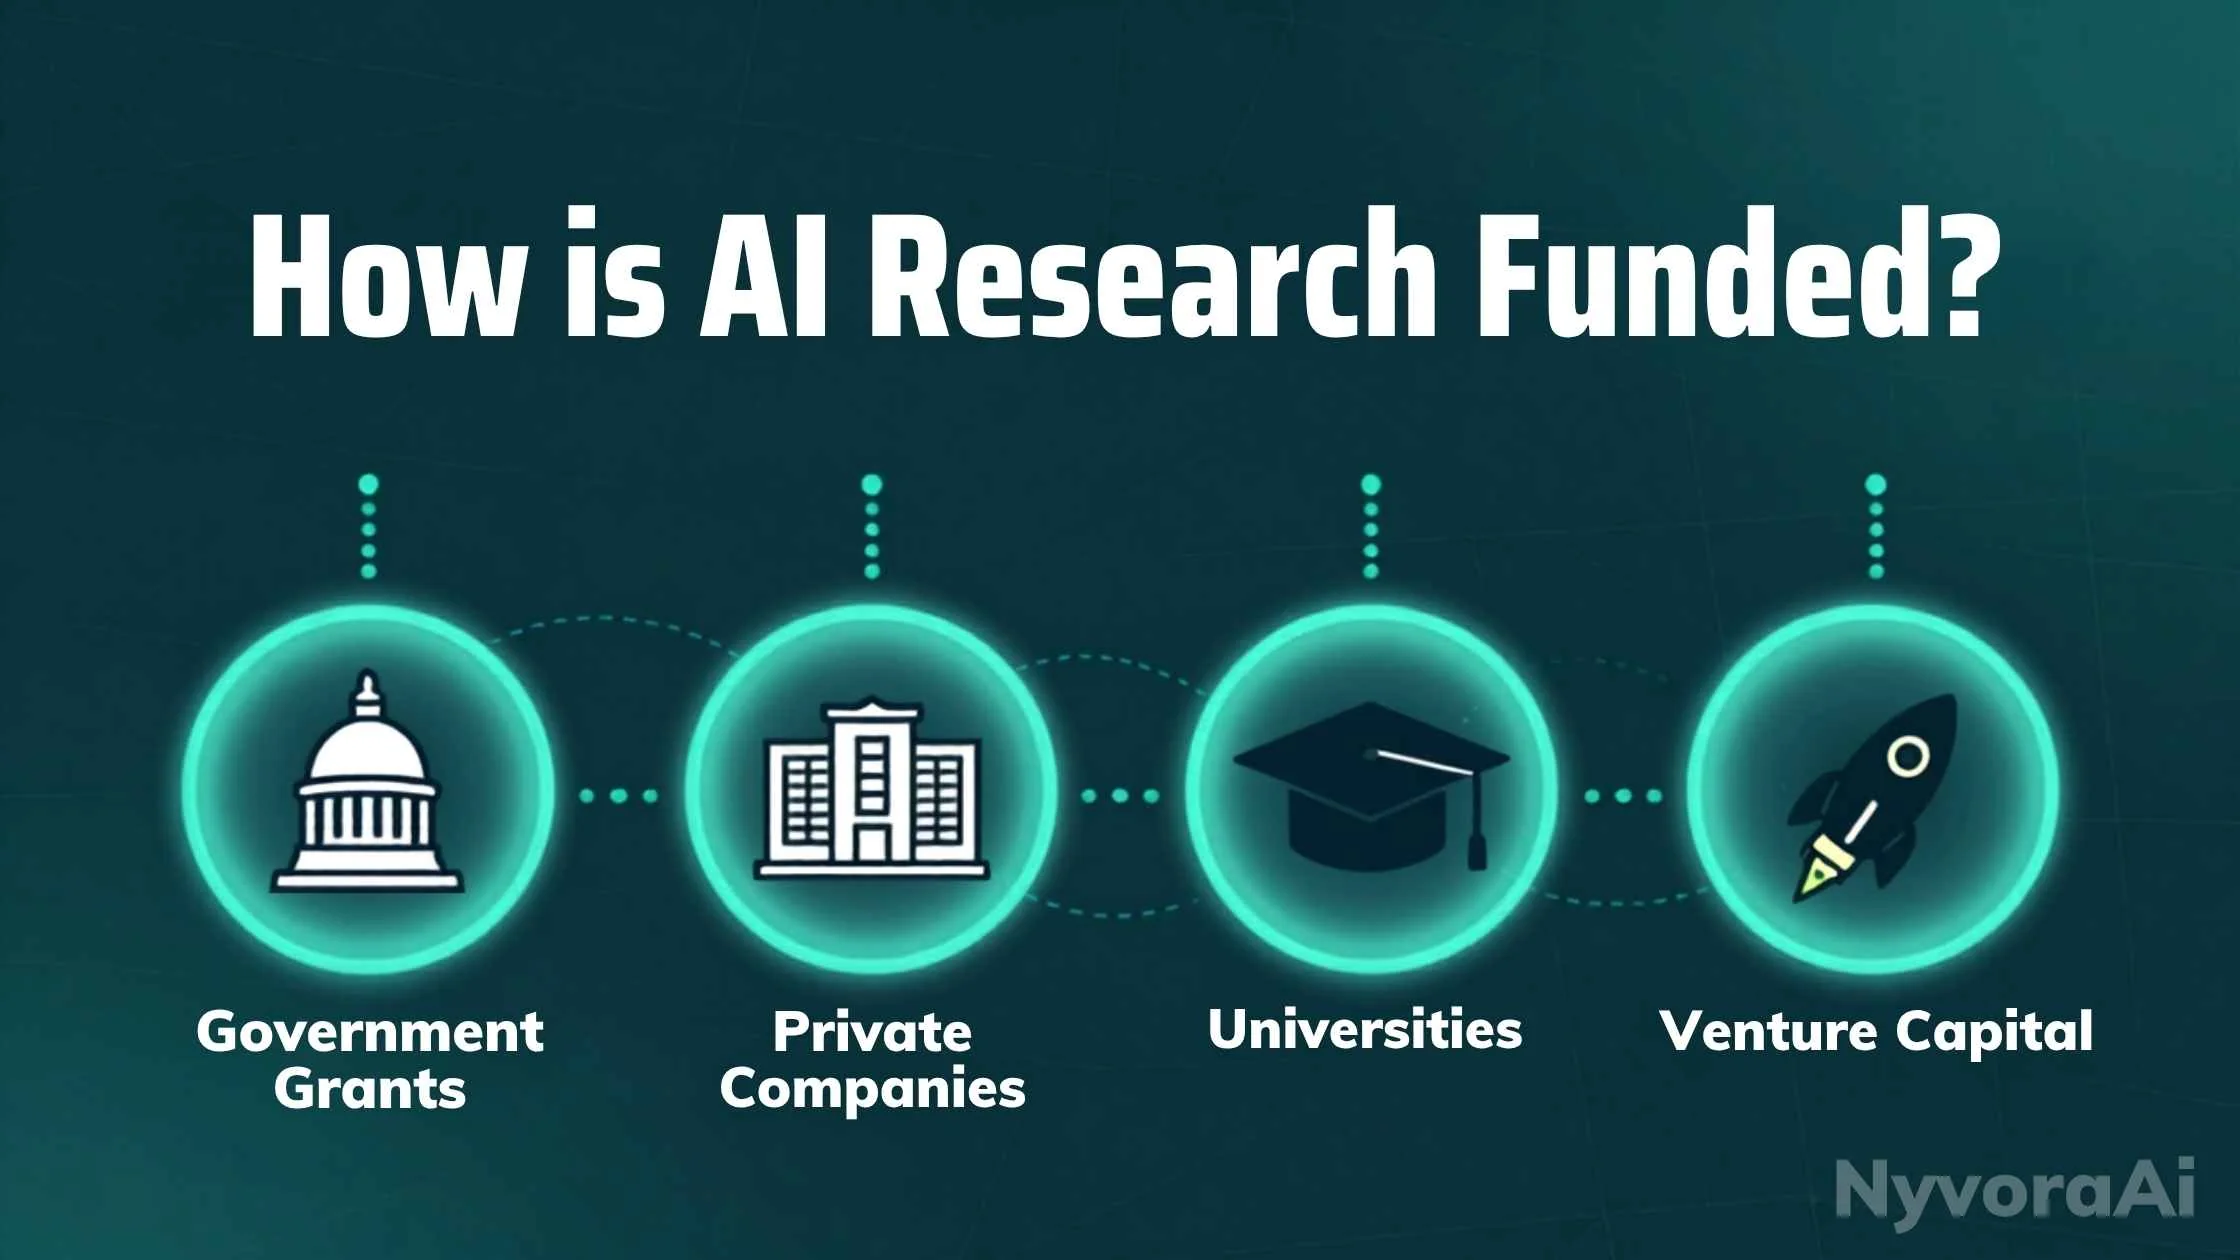 How is AI Research Funded?
Government
Grants
Private
Companies
Universities
Venture Capital
NyvoraAi